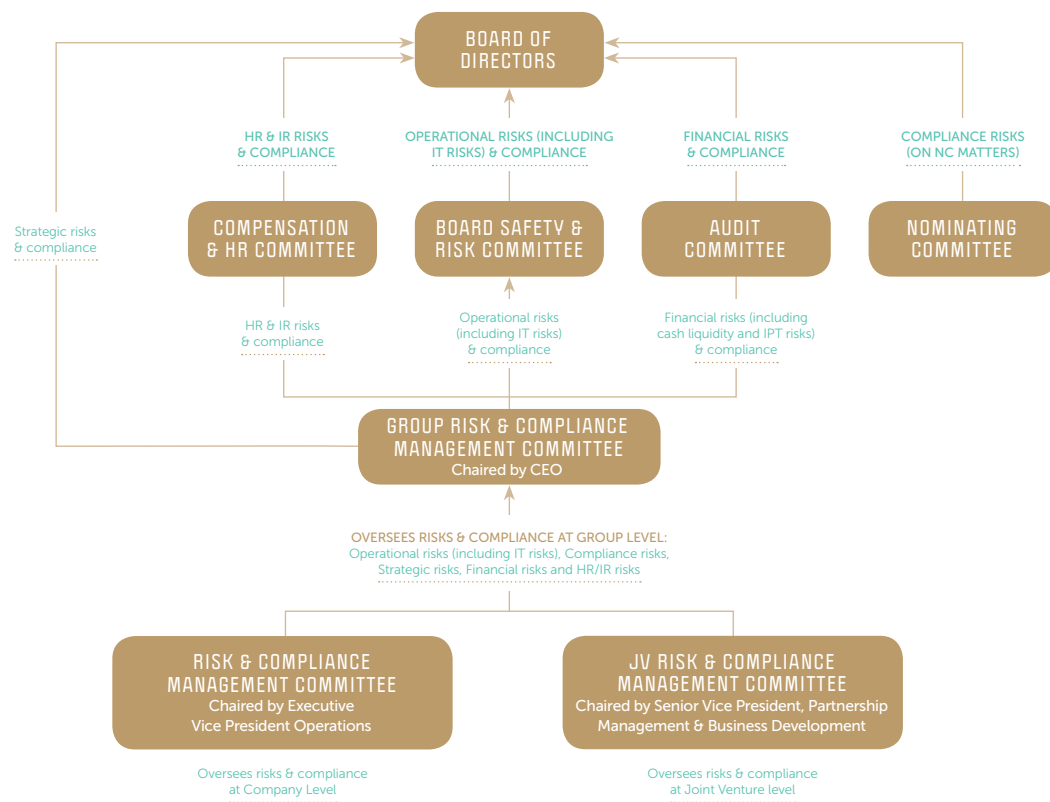 BOARD OF
DIRECTORS
HR & IR RISKS
& COMPLIANCE
OPERATIONAL RISKS (INCLUDING
IT RISKS) & COMPLIANCE
FINANCIAL RISKS
& COMPLIANCE
COMPLIANCE RISKS
(ON NC MATTERS)
Strategic risks
& compliance
COMPENSATION
& HR COMMITTEE
BOARD SAFETY &
RISK COMMITTEE
AUDIT
COMMITTEE
NOMINATING
COMMITTEE
HR & IR risks
& compliance
Operational risks
(including IT risks)
& compliance
Financial risks (including
cash liquidity and IPT risks)
& compliance
GROUP RISK & COMPLIANCE
MANAGEMENT COMMITTEE
Chaired by CEO
OVERSEES RISKS & COMPLIANCE AT GROUP LEVEL:
Operational risks (including IT risks), Compliance risks,
Strategic risks, Financial risks and HR/IR risks
RISK & COMPLIANCE
MANAGEMENT COMMITTEE
Chaired by Executive
Vice President Operations
JV RISK & COMPLIANCE
MANAGEMENT COMMITTEE
Chaired by Senior Vice President, Partnership
Management & Business Development
Oversees risks & compliance
at Company Level
Oversees risks & compliance
at Joint Venture level